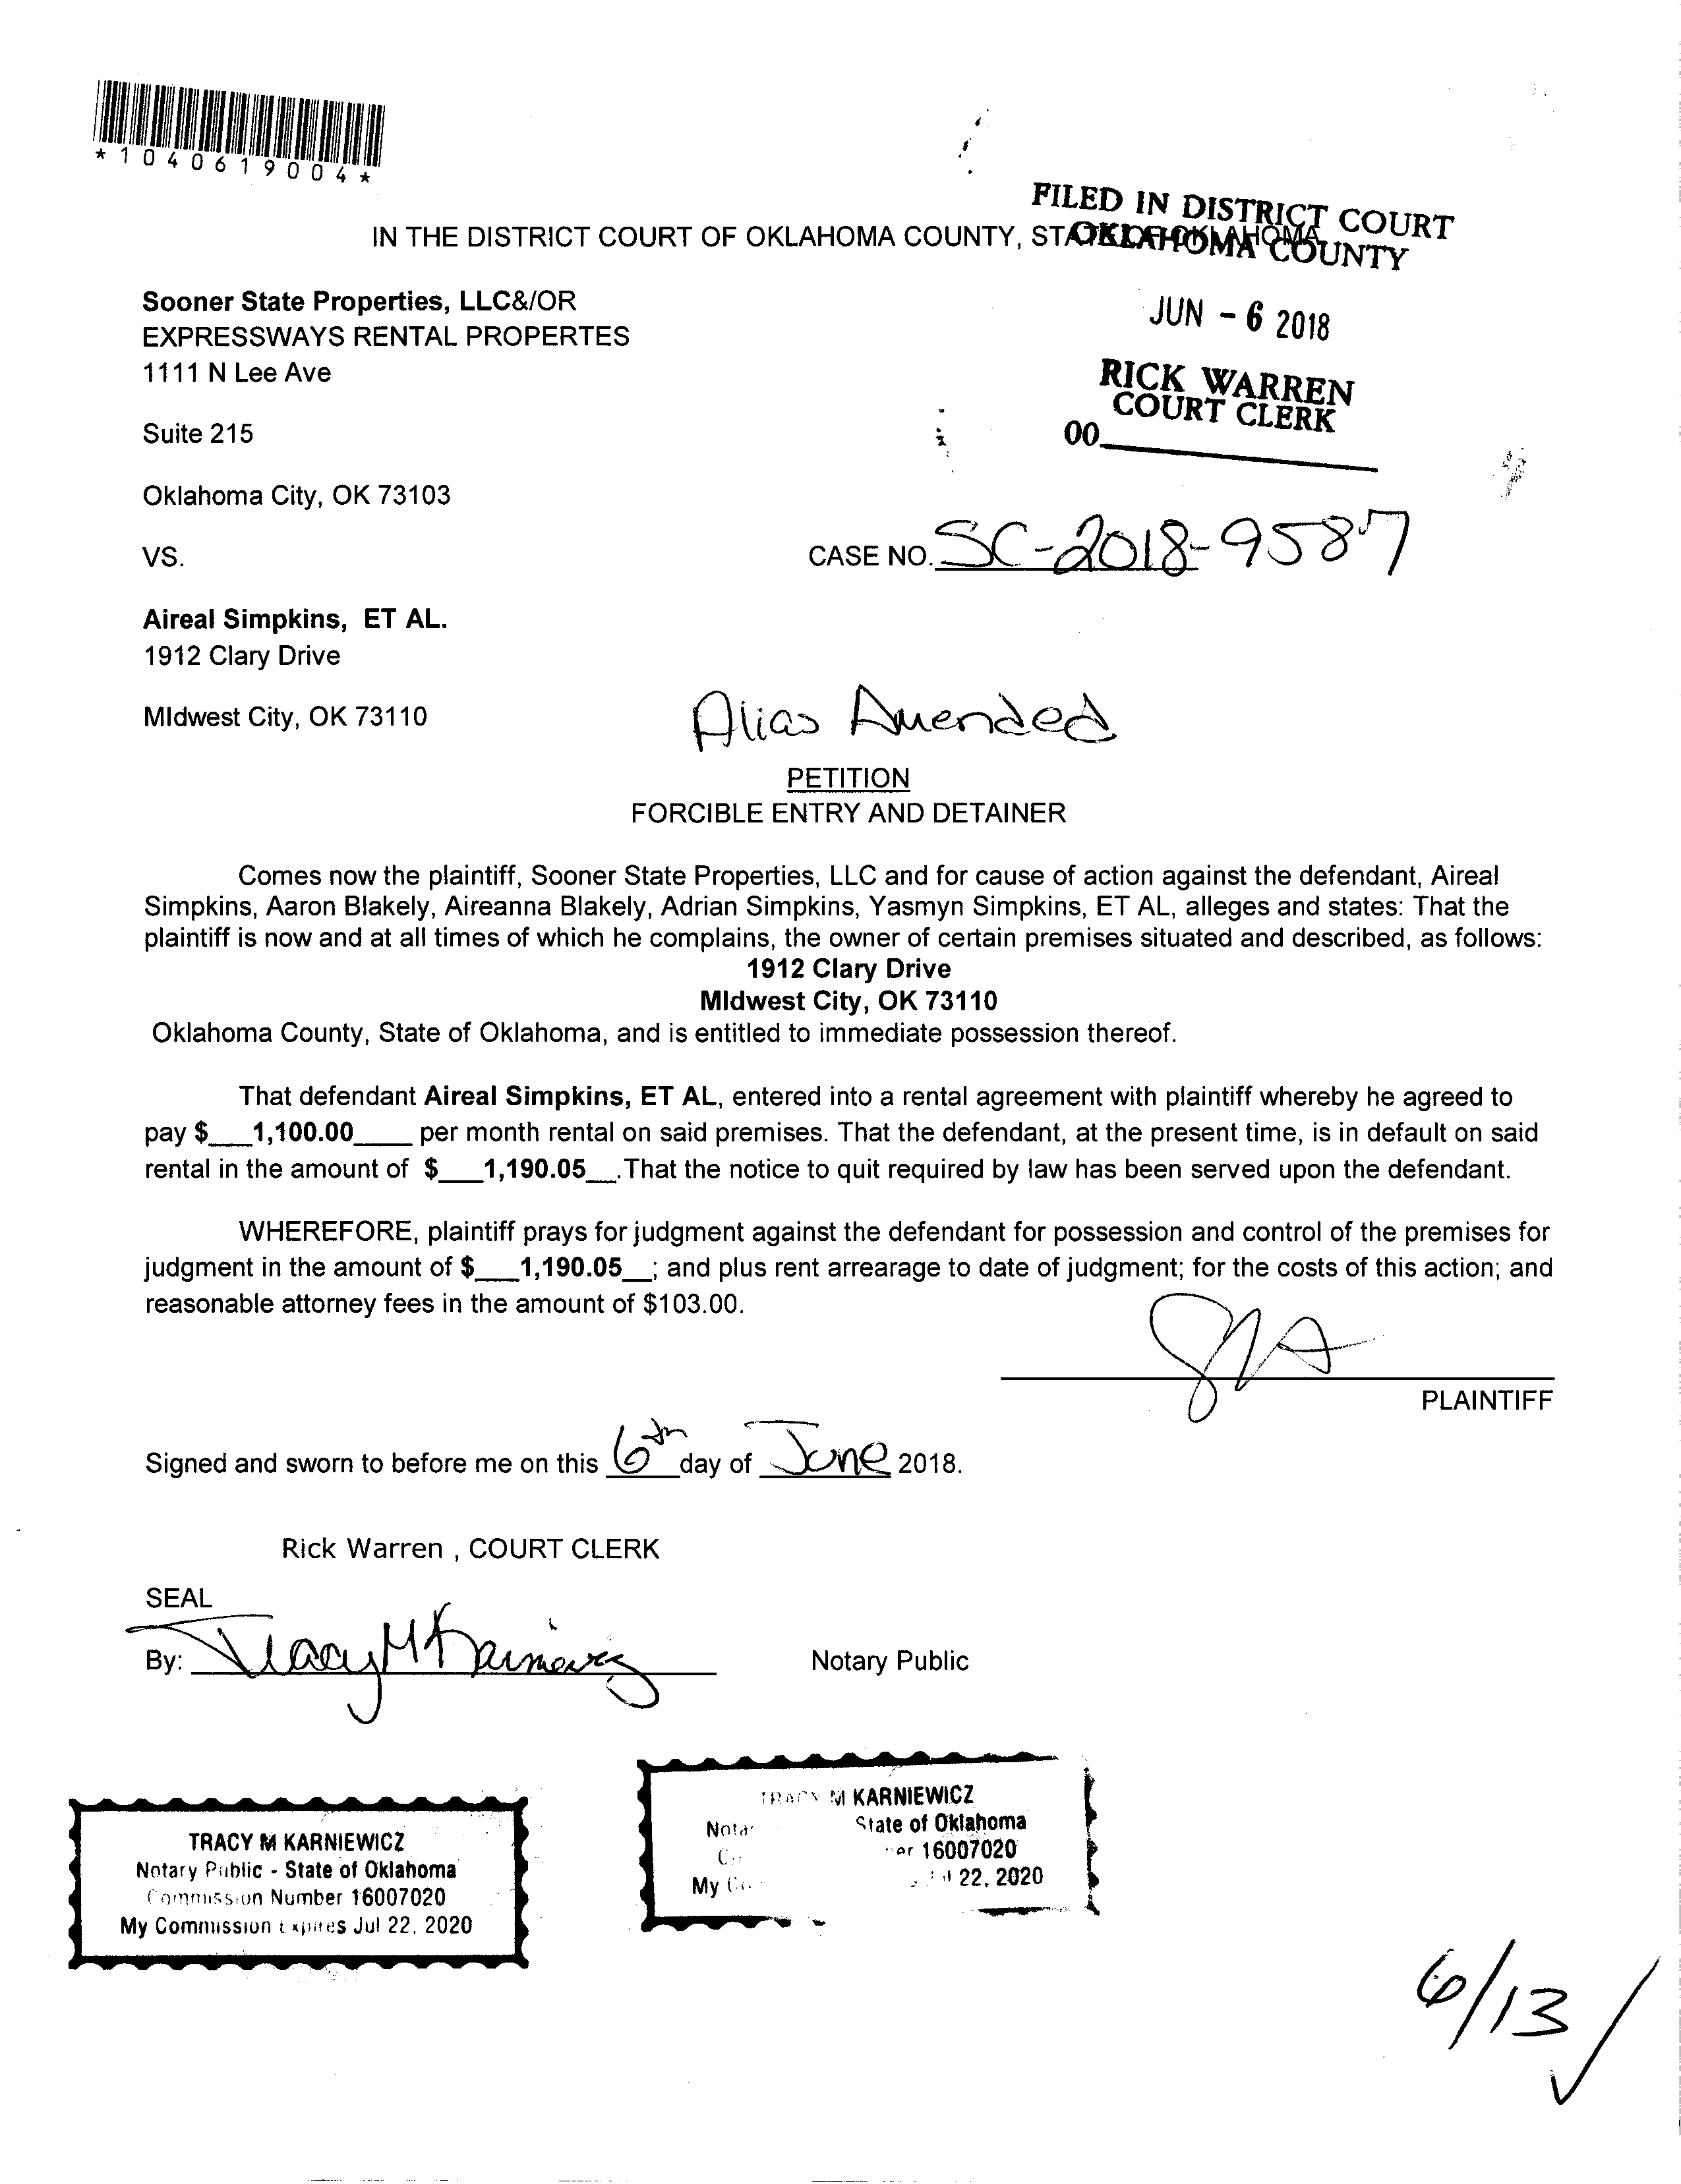 *1040619004*
FILED IN DISTRICT COURT
OKLAHOMA COUNTY
IN THE DISTRICT COURT OF OKLAHOMA COUNTY, STATE OF OKLAHOMA
JUN - 6 2018
RICK WARREN
COURT CLERK
00
Sooner State Properties, LLC&/OR
EXPRESSWAYS RENTAL PROPERTES
1111 N Lee Ave
Suite 215
Oklahoma City, OK 73103
VS.
CASE NO. SC-2018-9587
Aireal Simpkins, ET AL.
1912 Clary Drive
MIdwest City, OK 73110
Alias Amended
PETITION
FORCIBLE ENTRY AND DETAINER
Comes now the plaintiff, Sooner State Properties, LLC and for cause of action against the defendant, Aireal
Simpkins, Aaron Blakely, Aireanna Blakely, Adrian Simpkins, Yasmyn Simpkins, ET AL, alleges and states: That the
plaintiff is now and at all times of which he complains, the owner of certain premises situated and described, as follows:
1912 Clary Drive
MIdwest City, OK 73110
Oklahoma County, State of Oklahoma, and is entitled to immediate possession thereof.
That defendant Aireal Simpkins, ET AL, entered into a rental agreement with plaintiff whereby he agreed to
pay $___1,100.00____ per month rental on said premises. That the defendant, at the present time, is in default on said
rental in the amount of $___1,190.05__.That the notice to quit required by law has been served upon the defendant.
WHEREFORE, plaintiff prays for judgment against the defendant for possession and control of the premises for
judgment in the amount of $___1,190.05__; and plus rent arrearage to date of judgment; for the costs of this action; and
reasonable attorney fees in the amount of $103.00.
PLAINTIFF
Signed and sworn to before me on this 6th day of June 2018.
Rick Warren , COURT CLERK
SEAL
By: Tracy M Karniewicz Notary Public
TRACY M KARNIEWICZ
Notary Public - State of Oklahoma
Commission Number 16007020
My Commission Expires Jul 22, 2020
TRACY M KARNIEWICZ
State of Oklahoma
16007020
My 22, 2020
6/13 ✓